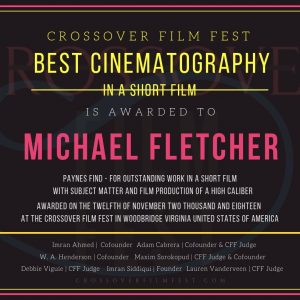 CROSSOVER FILM FEST
BEST CINEMATOGRAPHY
IN A SHORT FILM
IS AWARDED TO
MICHAEL FLETCHER
PAYNES FIND - FOR OUTSTANDING WORK IN A SHORT FILM
WITH SUBJECT MATTER AND FILM PRODUCTION OF A HIGH CALIBER
AWARDED ON THE TWELFTH OF NOVEMBER TWO THOUSAND AND EIGHTEEN
AT THE CROSSOVER FILM FEST IN WOODBRIDGE VIRGINIA UNITED STATES OF AMERICA
Imran Ahmed | Cofounder Adam Cabrera | Cofounder & CFF Judge
W. A. Henderson | Cofounder Maxim Sorokopud | CFF Judge & Cofounder
Debbie Viguie | CFF Judge Imran Siddiqui | Founder Lauren Vanderveen | CFF Judge
CROSSOVERFILMFEST.COM